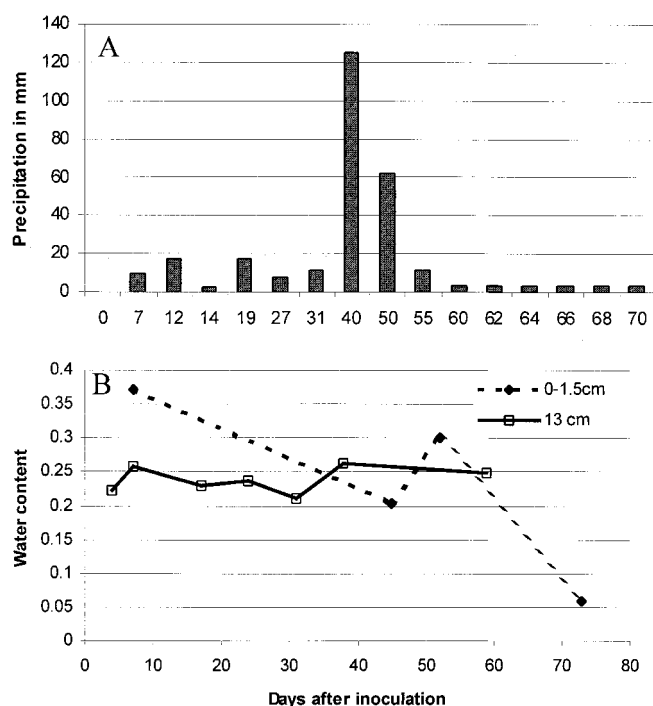 A
Precipitation in mm
140
120
100
80
60
40
20
0
0 7 12 14 19 27 31 40 50 55 60 62 64 66 68 70
B
Water content
0.4
0.35
0.3
0.25
0.2
0.15
0.1
0.05
0
0-1.5cm
13 cm
0 10 20 30 40 50 60 70 80
Days after inoculation